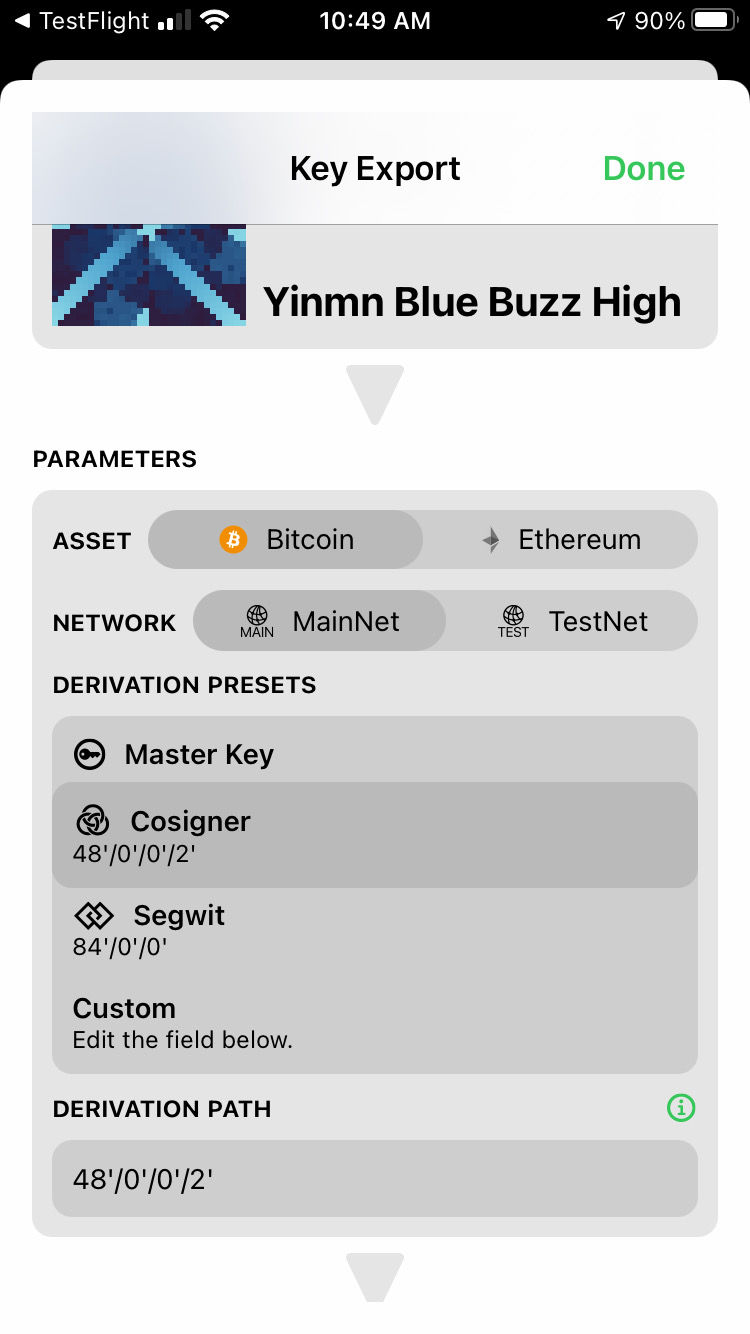 ◀ TestFlight 10:49 AM 90%
Key Export Done
Yinmn Blue Buzz High
PARAMETERS
ASSET Bitcoin Ethereum
NETWORK MAIN MainNet TEST TestNet
DERIVATION PRESETS
Master Key
Cosigner
48'/0'/0'/2'
Segwit
84'/0'/0'
Custom
Edit the field below.
DERIVATION PATH
48'/0'/0'/2'